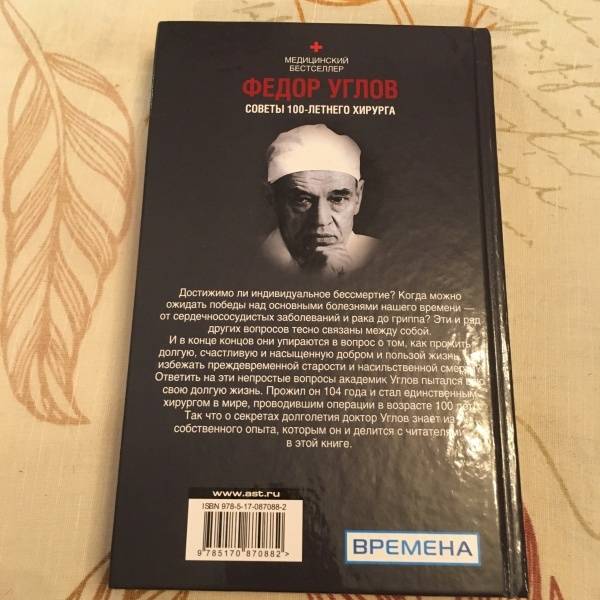 МЕДИЦИНСКИЙ
БЕСТСЕЛЛЕР
ФЕДОР УГЛОВ
СОВЕТЫ 100-ЛЕТНЕГО ХИРУРГА
Достижимо ли индивидуальное бессмертие? Когда можно
ожидать победы над основными болезнями нашего времени —
от сердечнососудистых заболеваний и рака до гриппа? Эти и ряд
других вопросов тесно связаны между собой.
И в конце концов они упираются в вопрос о том, как прожить
долгую, счастливую и насыщенную добром и пользой жизнь,
избежать преждевременной старости и насильственной смерти.
Ответить на эти непростые вопросы академик Углов пытался всю
свою долгую жизнь. Прожил он 104 года и стал единственным
хирургом в мире, проводившим операции в возрасте 100 лет!
Так что о секретах долголетия доктор Углов знает из
собственного опыта, которым он и делится с читателями
в этой книге.
www.ast.ru
ISBN 978-5-17-087088-2
9 785170 870882 >
ВРЕМЕНА